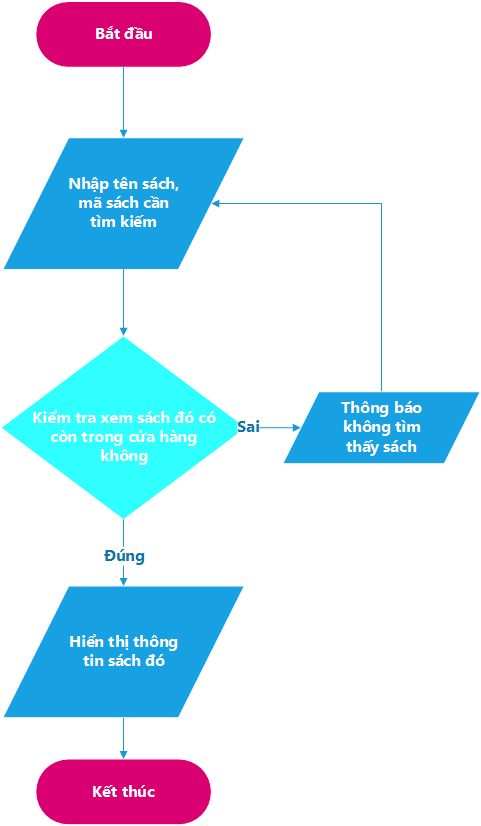 Bắt đầu
Nhập tên sách,
mã sách cần
tìm kiếm
Kiểm tra xem sách đó có
còn trong cửa hàng
không
Sai
Thông báo
không tìm
thấy sách
Đúng
Hiển thị thông
tin sách đó
Kết thúc